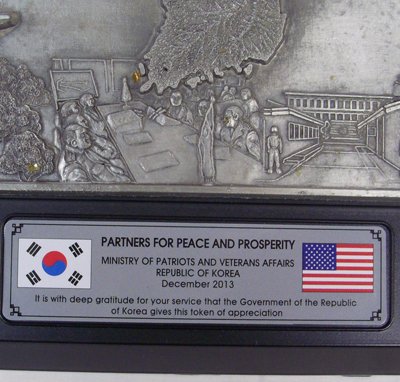 PARTNERS FOR PEACE AND PROSPERITY
MINISTRY OF PATRIOTS AND VETERANS AFFAIRS
REPUBLIC OF KOREA
December 2013
It is with deep gratitude for your service that the Government of the Republic
of Korea gives this token of appreciation